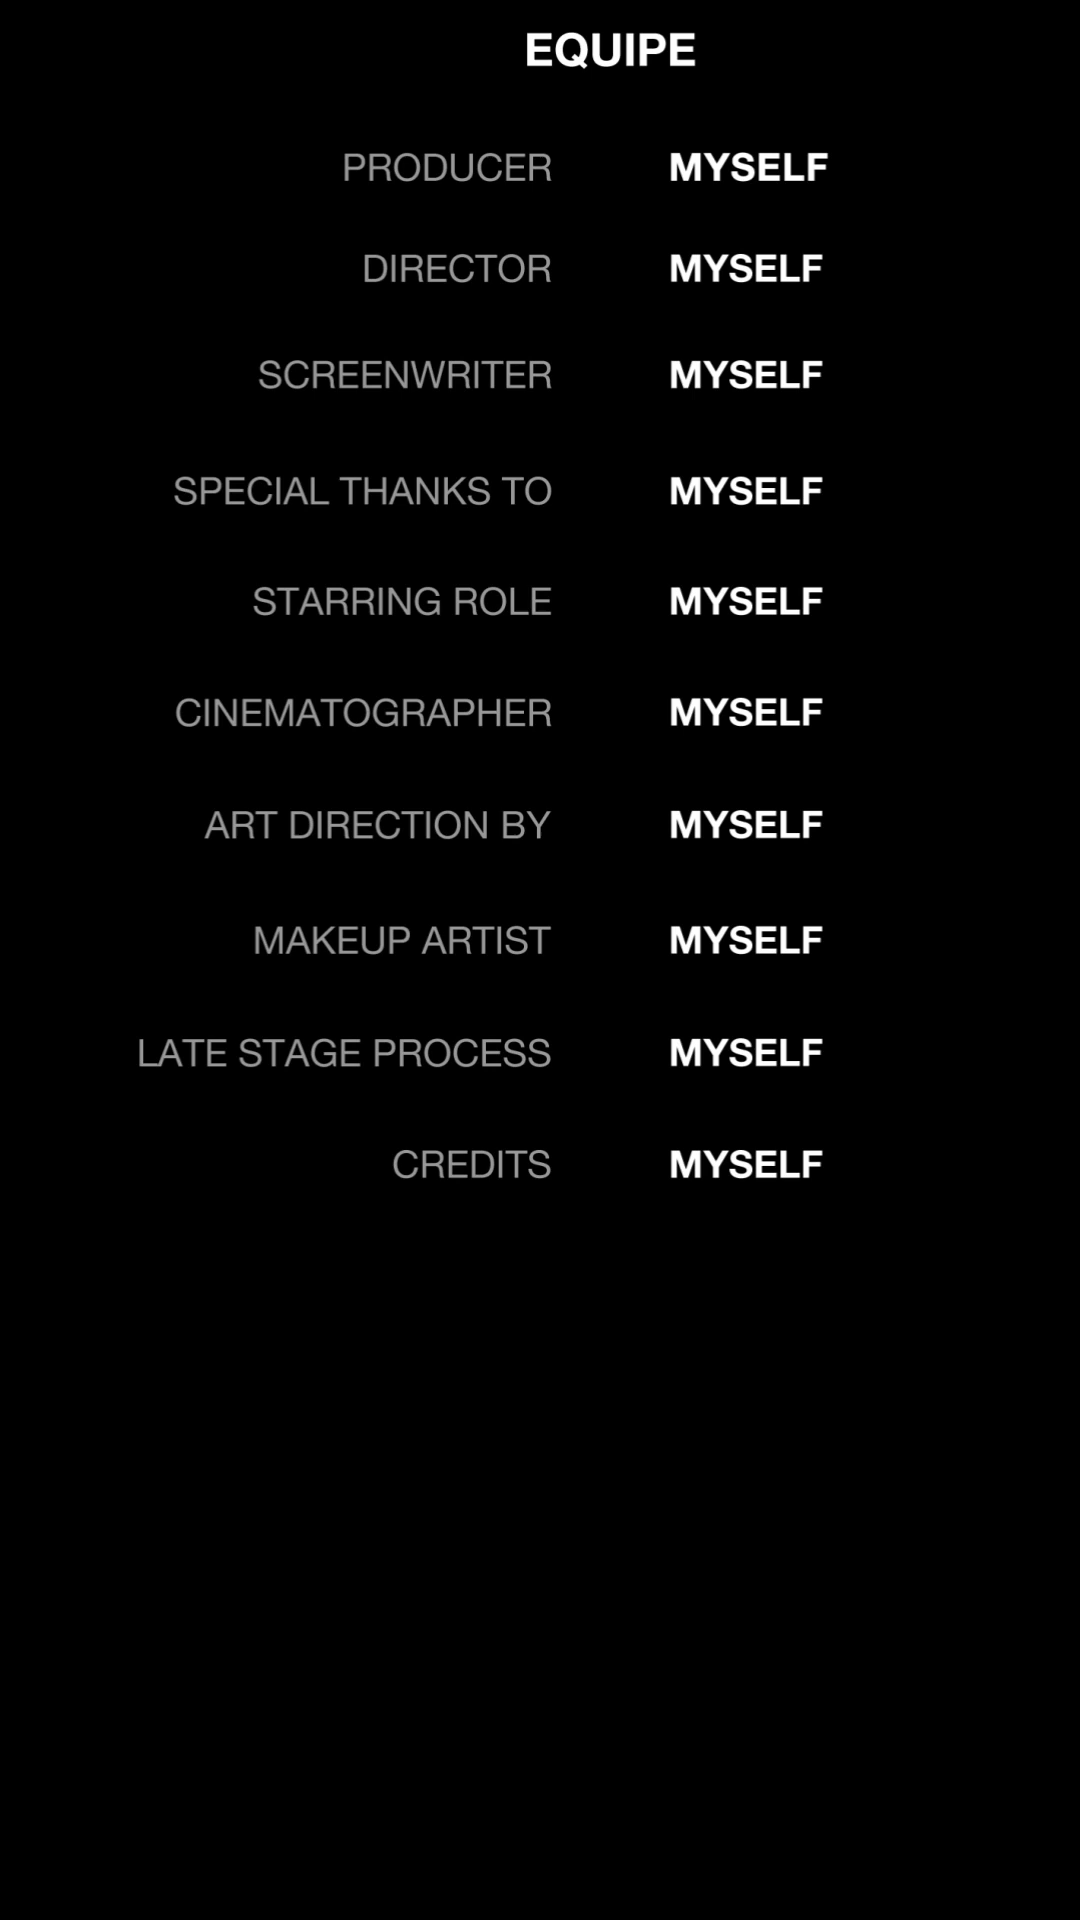 EQUIPE
PRODUCER MYSELF
DIRECTOR MYSELF
SCREENWRITER MYSELF
SPECIAL THANKS TO MYSELF
STARRING ROLE MYSELF
CINEMATOGRAPHER MYSELF
ART DIRECTION BY MYSELF
MAKEUP ARTIST MYSELF
LATE STAGE PROCESS MYSELF
CREDITS MYSELF